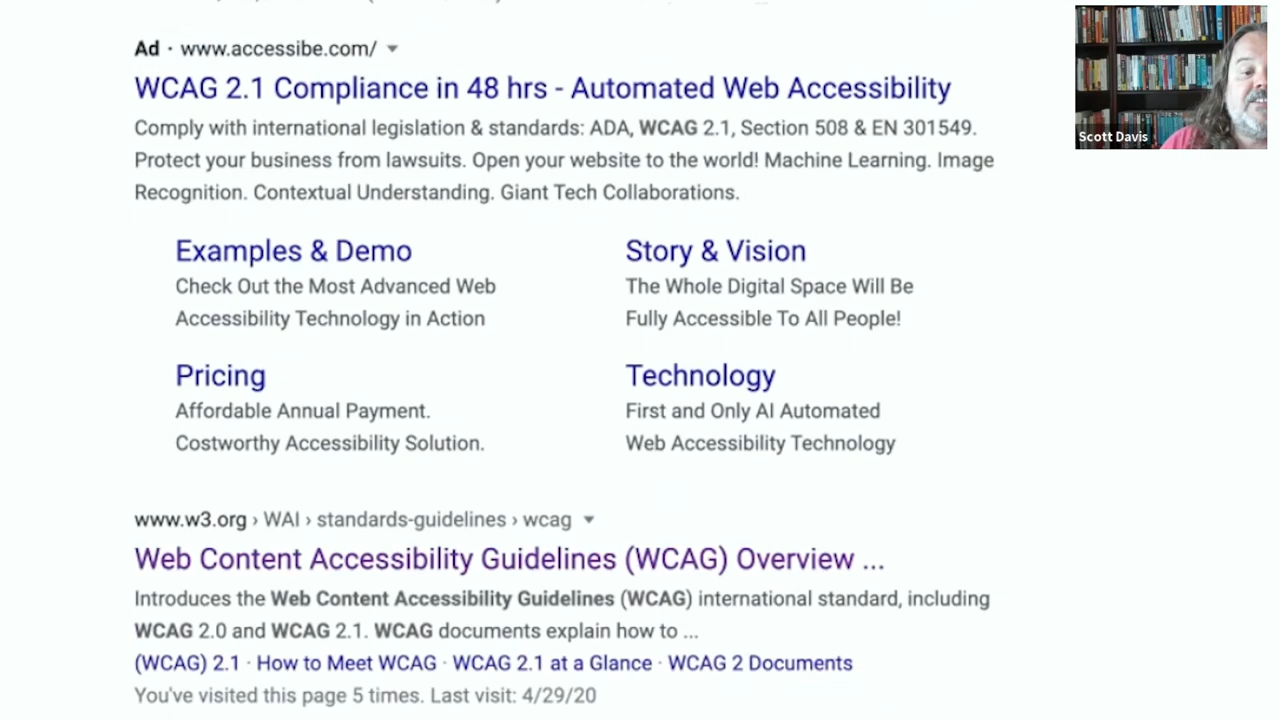 Ad · www.accessibe.com/
WCAG 2.1 Compliance in 48 hrs - Automated Web Accessibility
Comply with international legislation & standards: ADA, WCAG 2.1, Section 508 & EN 301549.
Protect your business from lawsuits. Open your website to the world! Machine Learning. Image
Recognition. Contextual Understanding. Giant Tech Collaborations.
Examples & Demo
Check Out the Most Advanced Web
Accessibility Technology in Action
Story & Vision
The Whole Digital Space Will Be
Fully Accessible To All People!
Pricing
Affordable Annual Payment.
Costworthy Accessibility Solution.
Technology
First and Only AI Automated
Web Accessibility Technology
www.w3.org › WAI › standards-guidelines › wcag
Web Content Accessibility Guidelines (WCAG) Overview ...
Introduces the Web Content Accessibility Guidelines (WCAG) international standard, including
WCAG 2.0 and WCAG 2.1. WCAG documents explain how to ...
(WCAG) 2.1 · How to Meet WCAG · WCAG 2.1 at a Glance · WCAG 2 Documents
You've visited this page 5 times. Last visit: 4/29/20
Scott Davis